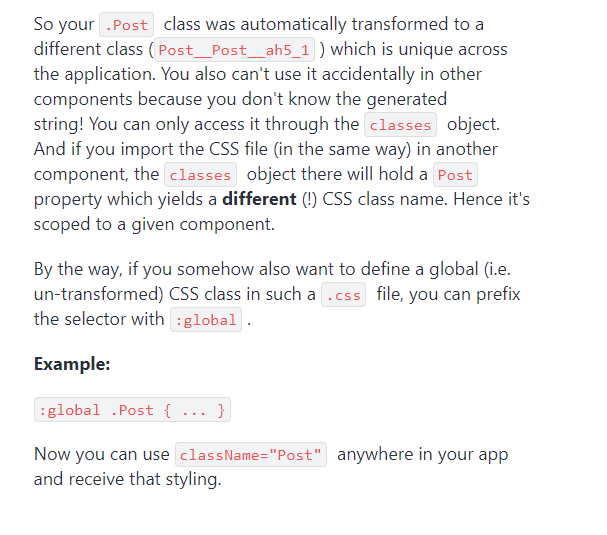 So your .Post class was automatically transformed to a
different class (Post__Post__ah5_1 ) which is unique across
the application. You also can't use it accidentally in other
components because you don't know the generated
string! You can only access it through the classes object.
And if you import the CSS file (in the same way) in another
component, the classes object there will hold a Post
property which yields a different (!) CSS class name. Hence it's
scoped to a given component.
By the way, if you somehow also want to define a global (i.e.
un-transformed) CSS class in such a .css file, you can prefix
the selector with :global .
Example:
:global .Post { ... }
Now you can use className="Post" anywhere in your app
and receive that styling.